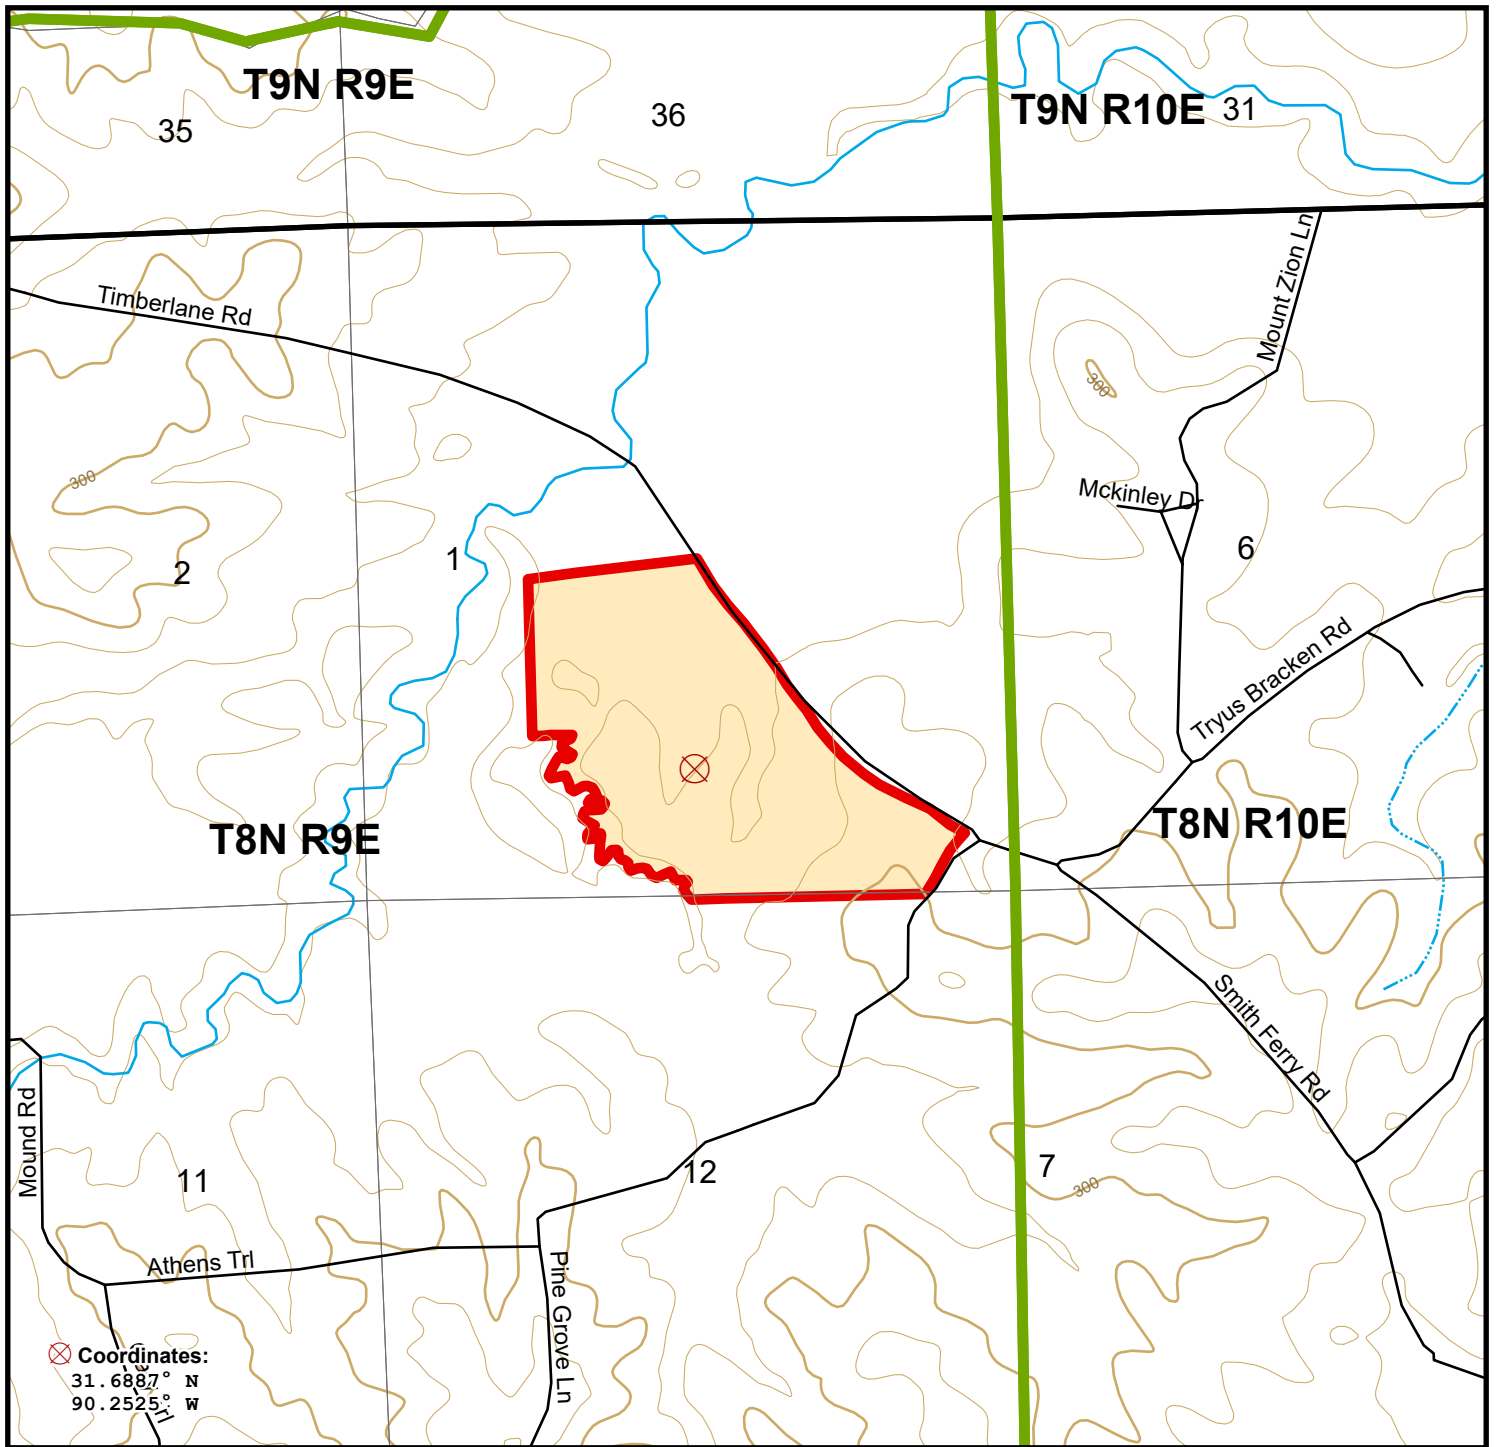 T9N R9E
T9N R10E
31
36
35
Mount Zion Ln
Timberlane Rd
300
300
Mckinley Dr
6
1
2
Tryus Bracken Rd
T8N R9E
T8N R10E
Smith Ferry Rd
Mound Rd
7
12
11
300
Athens Trl
Pine Grove Ln
Coordinates:
31.6887° N
90.2525° W